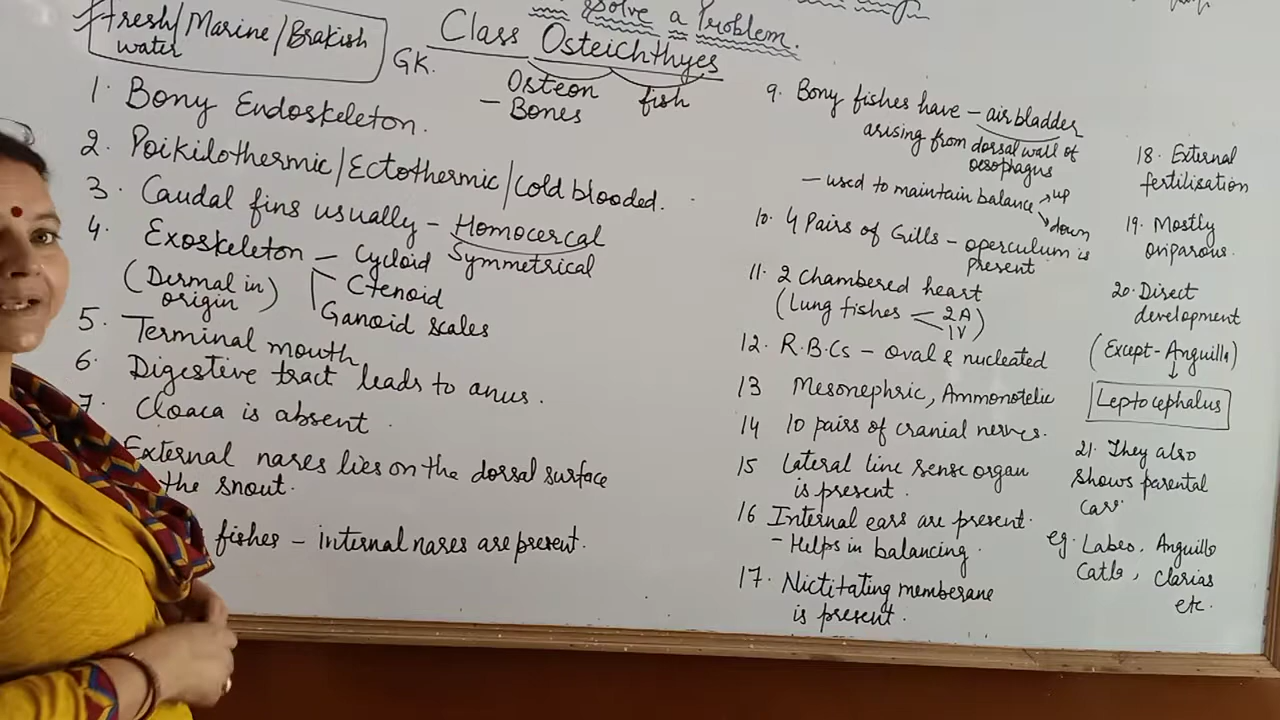 Solve a Problem.
Fresh/Marine/Brakish
water
GK.
Class Osteichthyes
Osteon fish
- Bones
1. Bony Endoskeleton.
2. Poikilothermic/Ectothermic/Cold blooded.
3. Caudal fins usually - Homocercal
Symmetrical
4. Exoskeleton - Cycloid
(Dermal in origin)
Ctenoid
Ganoid scales
5. Terminal mouth
6. Digestive tract leads to anus.
7. Cloaca is absent.
External nares lies on the dorsal surface
the snout.
fishes - internal nares are present.
9. Bony fishes have - air bladder
arising from dorsal wall of
oesophagus
- used to maintain balance up
down
10. 4 Pairs of Gills - operculum is
present
11. 2 Chambered heart
(Lung fishes 2A
1V)
12. R.B.Cs - oval & nucleated
13 Mesonephric, Ammonotelic
14 10 pairs of cranial nerves.
15 Lateral line sense organ
is present.
16 Internal ears are present.
- Helps in balancing.
17. Nictitating memberane
is present.
18. External
fertilisation
19. Mostly
oviparous.
20. Direct
development
(Except - Anguilla)
Leptocephalus
21. They also
shows parental
care
eg. Labeo, Anguilla
Catla, Clarias
etc.